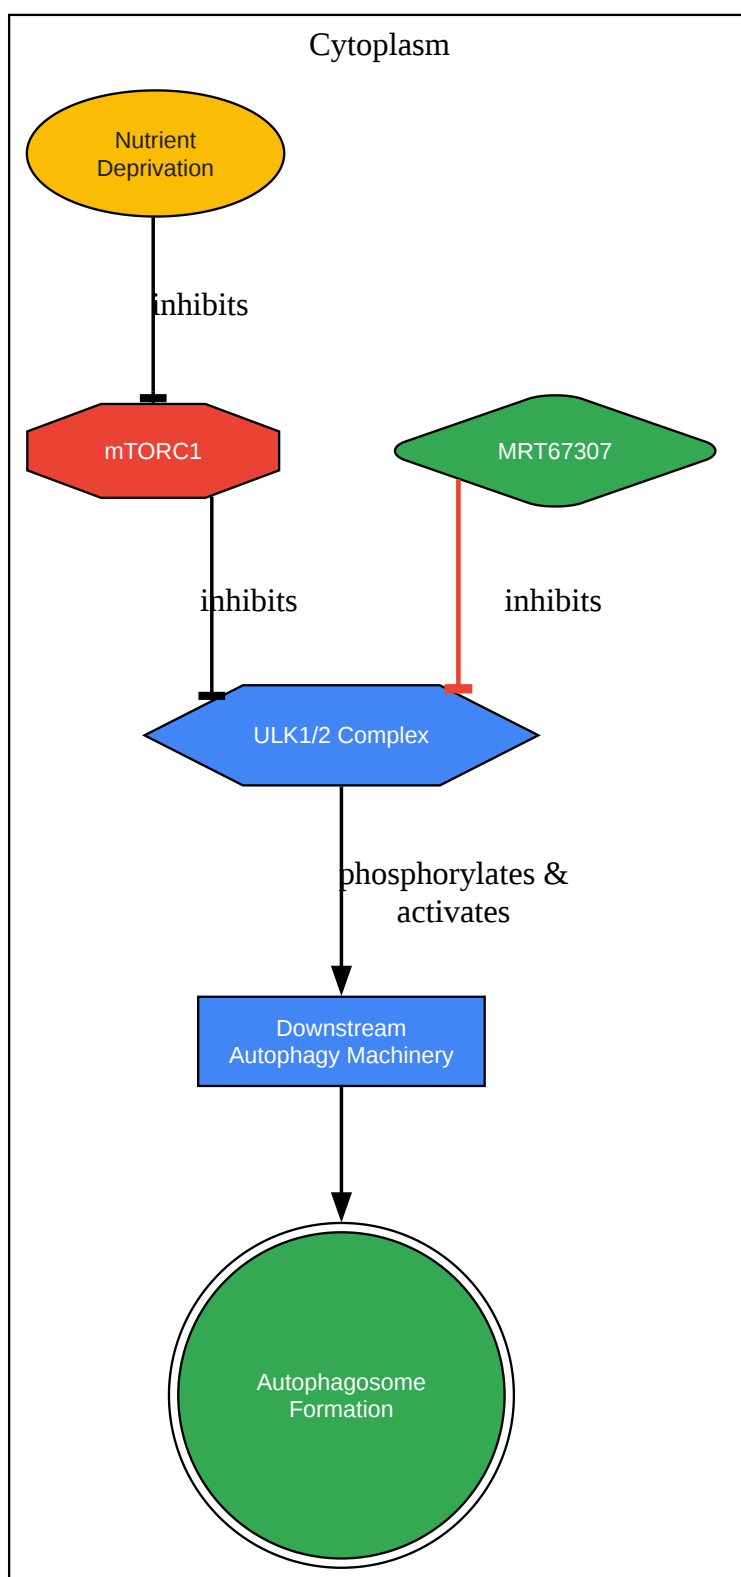 Cytoplasm
Nutrient
Deprivation
inhibits
mTORC1
MRT67307
inhibits
inhibits
ULK1/2 Complex
phosphorylates &
activates
Downstream
Autophagy Machinery
Autophagosome
Formation